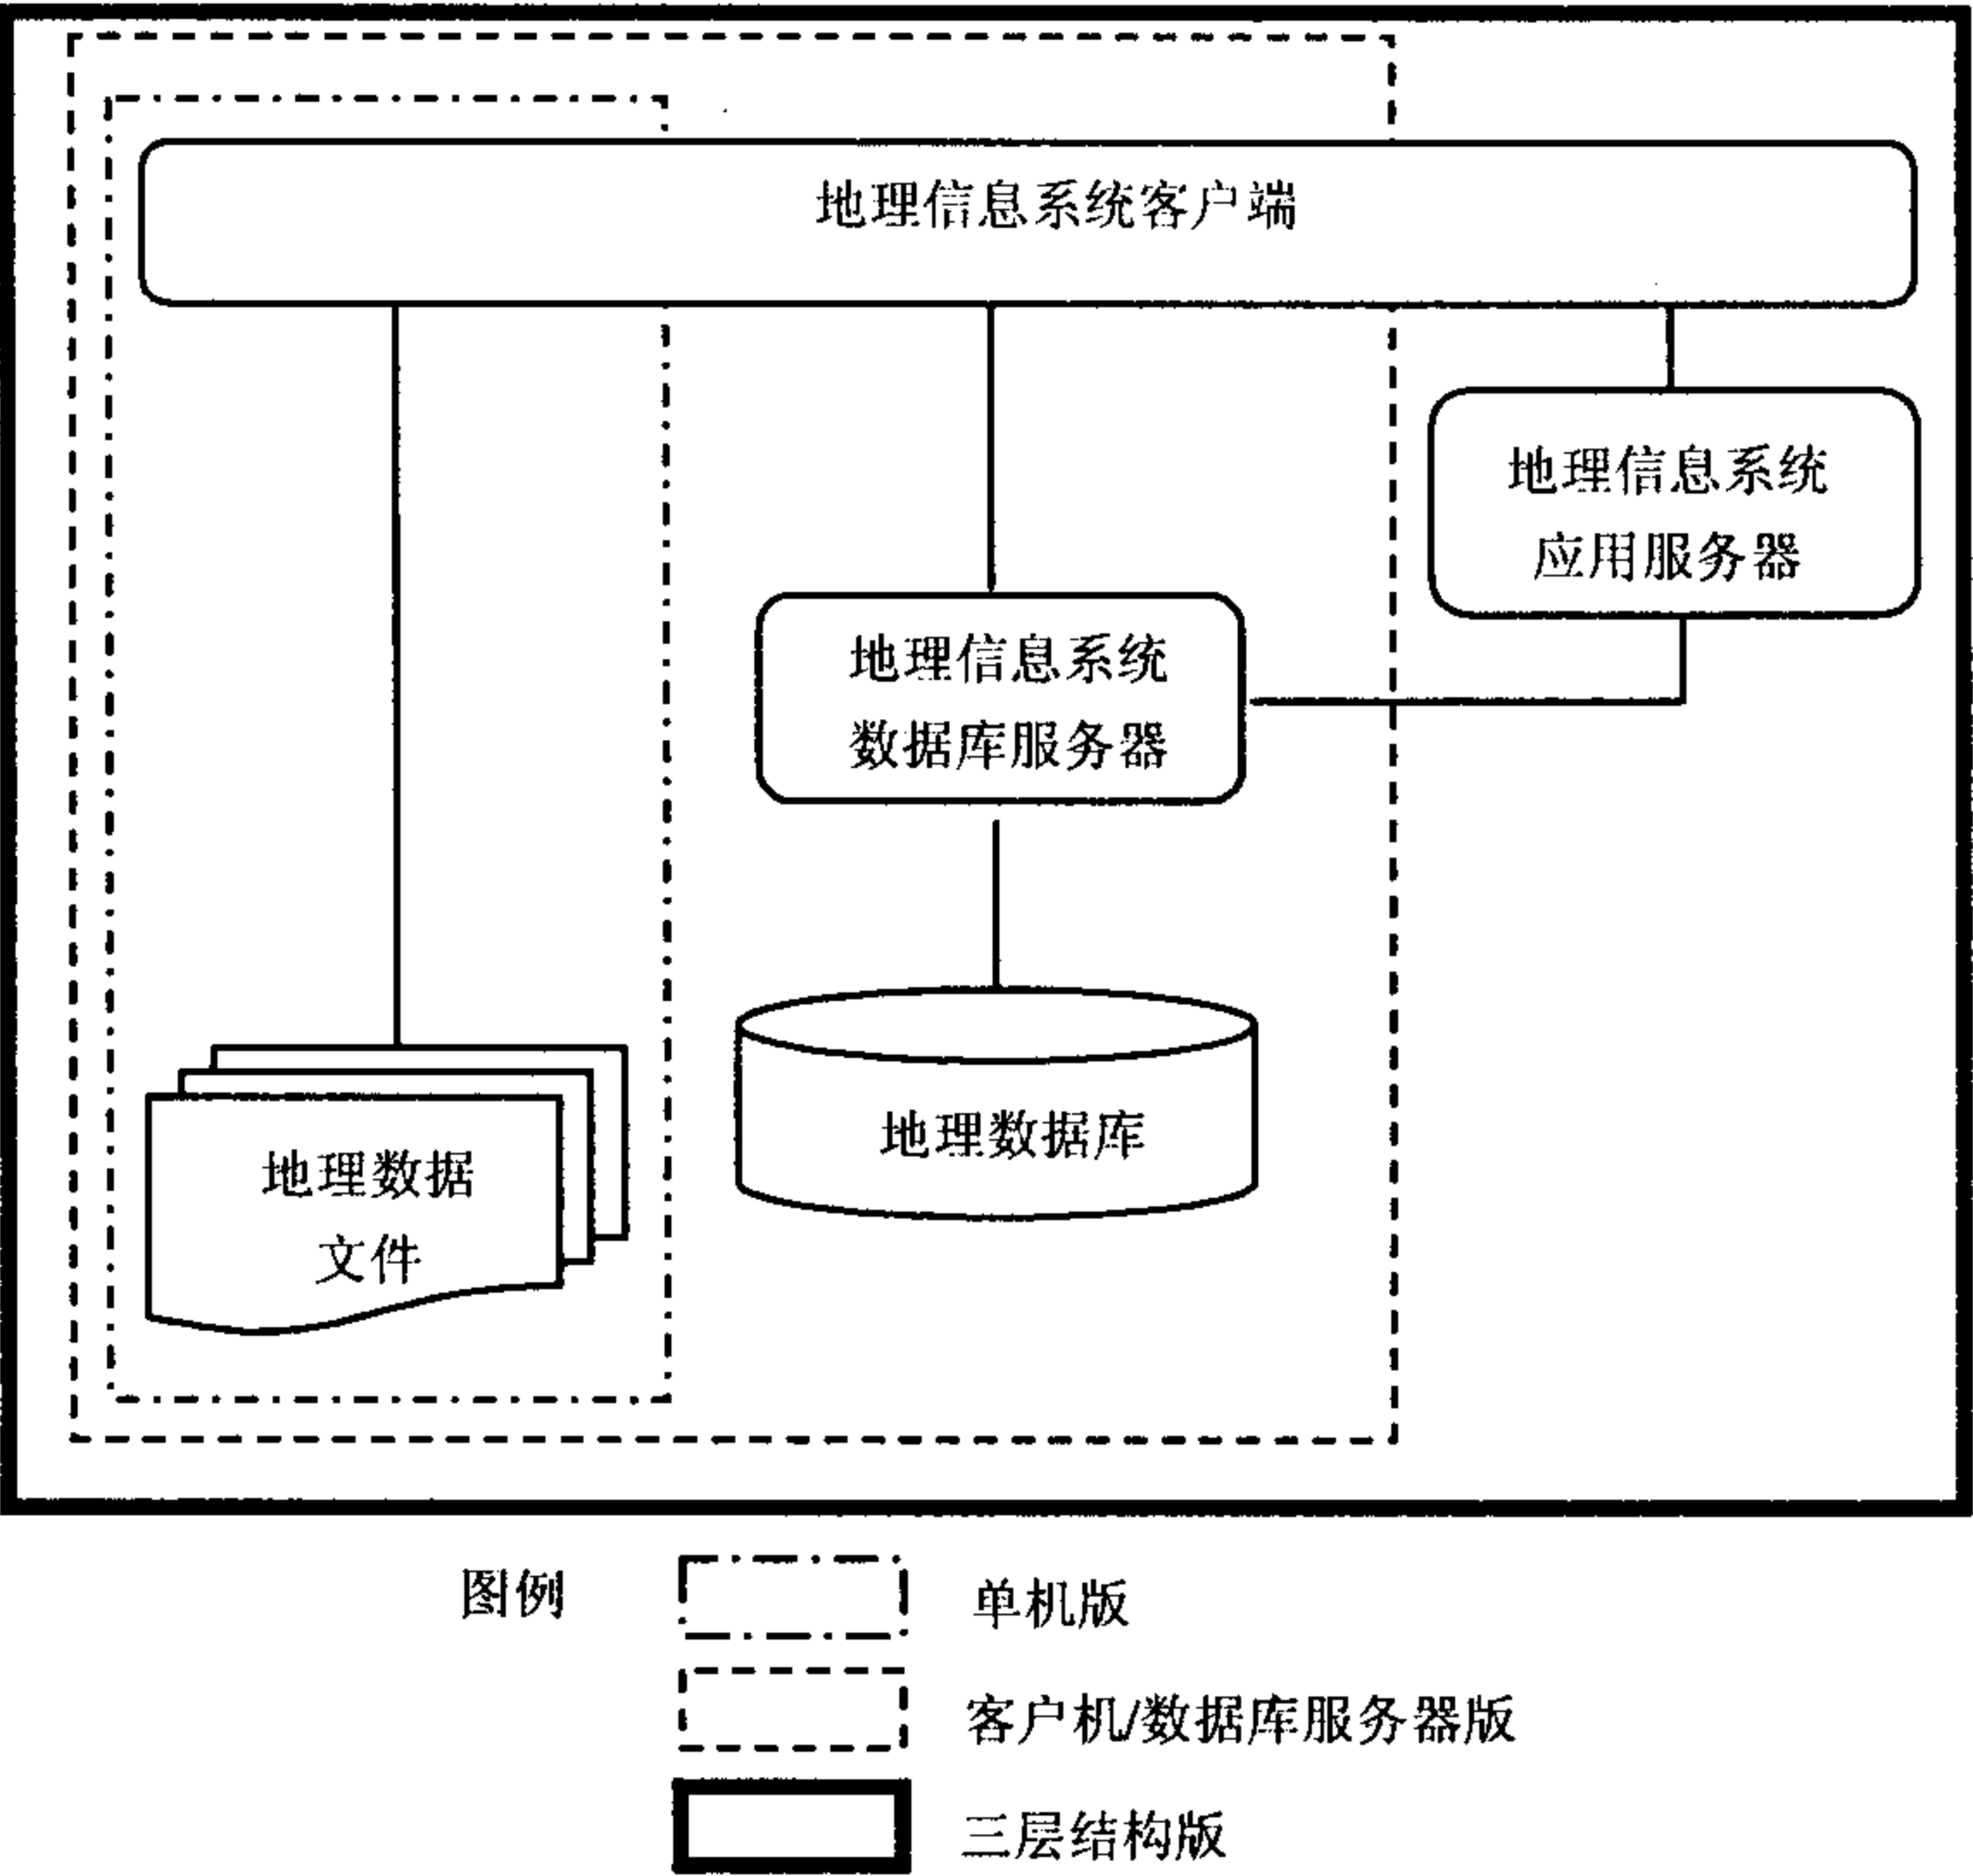 地理信息系统客户端
地理信息系统
应用服务器
地理信息系统
数据库服务器
地理数据库
地理数据
文件
图例
单机版
客户机/数据库服务器版
三层结构版